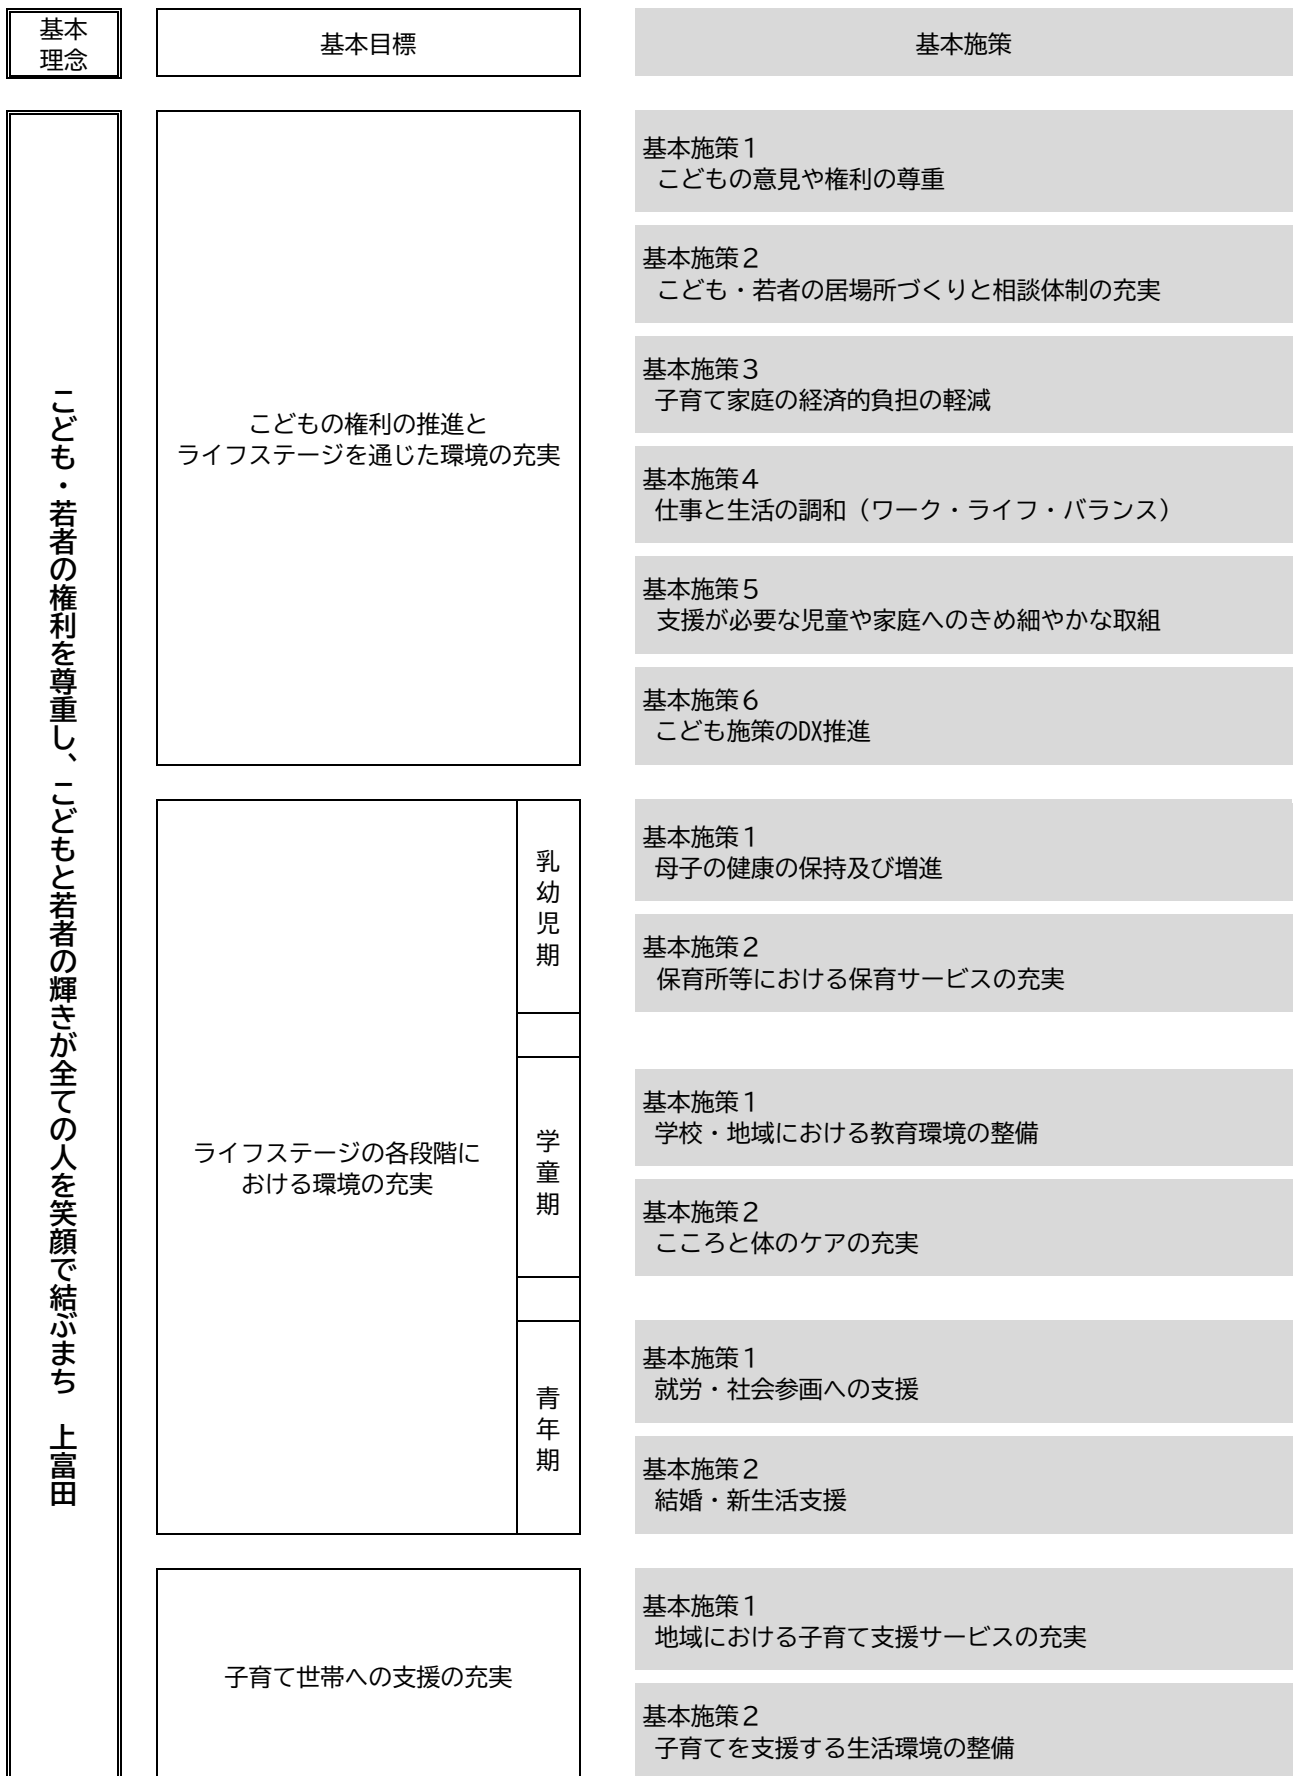 基本
理念
基本目標
基本施策
こども・若者の権利を尊重し、こどもと若者の輝きが全ての人を笑顔で結ぶまち　上富田
こどもの権利の推進と
ライフステージを通じた環境の充実
基本施策１
こどもの意見や権利の尊重
基本施策２
こども・若者の居場所づくりと相談体制の充実
基本施策３
子育て家庭の経済的負担の軽減
基本施策４
仕事と生活の調和（ワーク・ライフ・バランス）
基本施策５
支援が必要な児童や家庭へのきめ細やかな取組
基本施策６
こども施策のDX推進
ライフステージの各段階に
おける環境の充実
乳幼児期
基本施策１
母子の健康の保持及び増進
基本施策２
保育所等における保育サービスの充実
学童期
基本施策１
学校・地域における教育環境の整備
基本施策２
こころと体のケアの充実
青年期
基本施策１
就労・社会参画への支援
基本施策２
結婚・新生活支援
子育て世帯への支援の充実
基本施策１
地域における子育て支援サービスの充実
基本施策２
子育てを支援する生活環境の整備